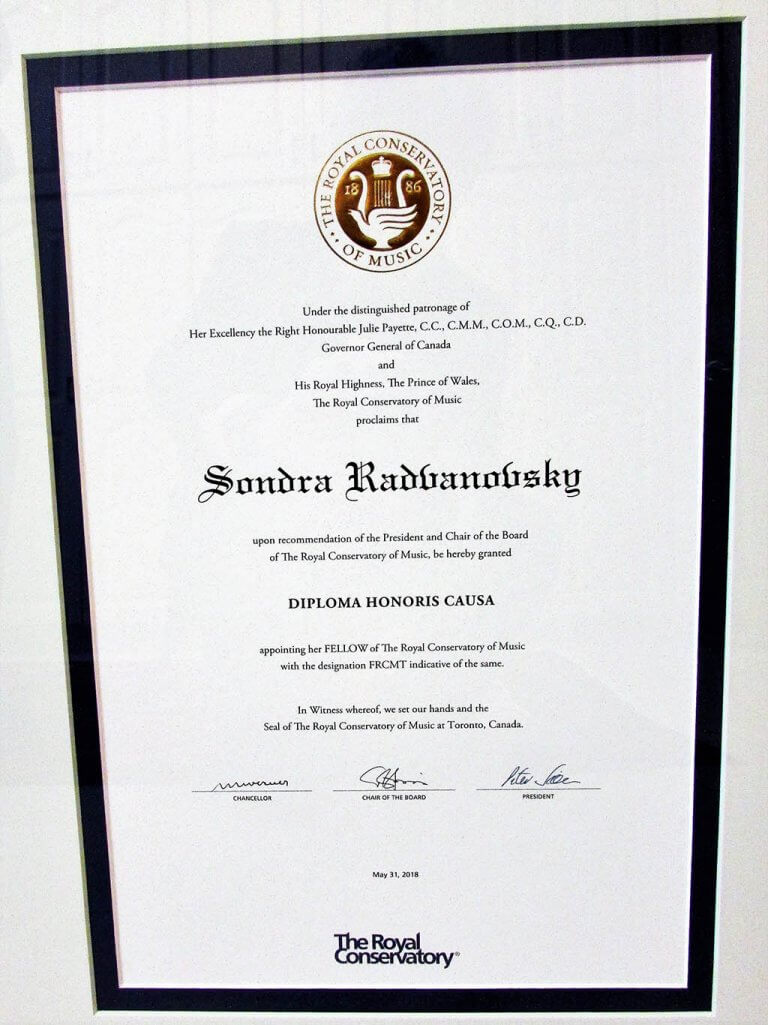 THE ROYAL CONSERVATORY
18 86
OF MUSIC
Under the distinguished patronage of
Her Excellency the Right Honourable Julie Payette, C.C., C.M.M., C.O.M., C.Q., C.D.
Governor General of Canada
and
His Royal Highness, The Prince of Wales,
The Royal Conservatory of Music
proclaims that
Sondra Radvanovsky
upon recommendation of the President and Chair of the Board
of The Royal Conservatory of Music, be hereby granted
DIPLOMA HONORIS CAUSA
appointing her FELLOW of The Royal Conservatory of Music
with the designation FRCMT indicative of the same.
In Witness whereof, we set our hands and the
Seal of The Royal Conservatory of Music at Toronto, Canada.
Peter
CHANCELLOR CHAIR OF THE BOARD PRESIDENT
May 31, 2018
The Royal
Conservatory®